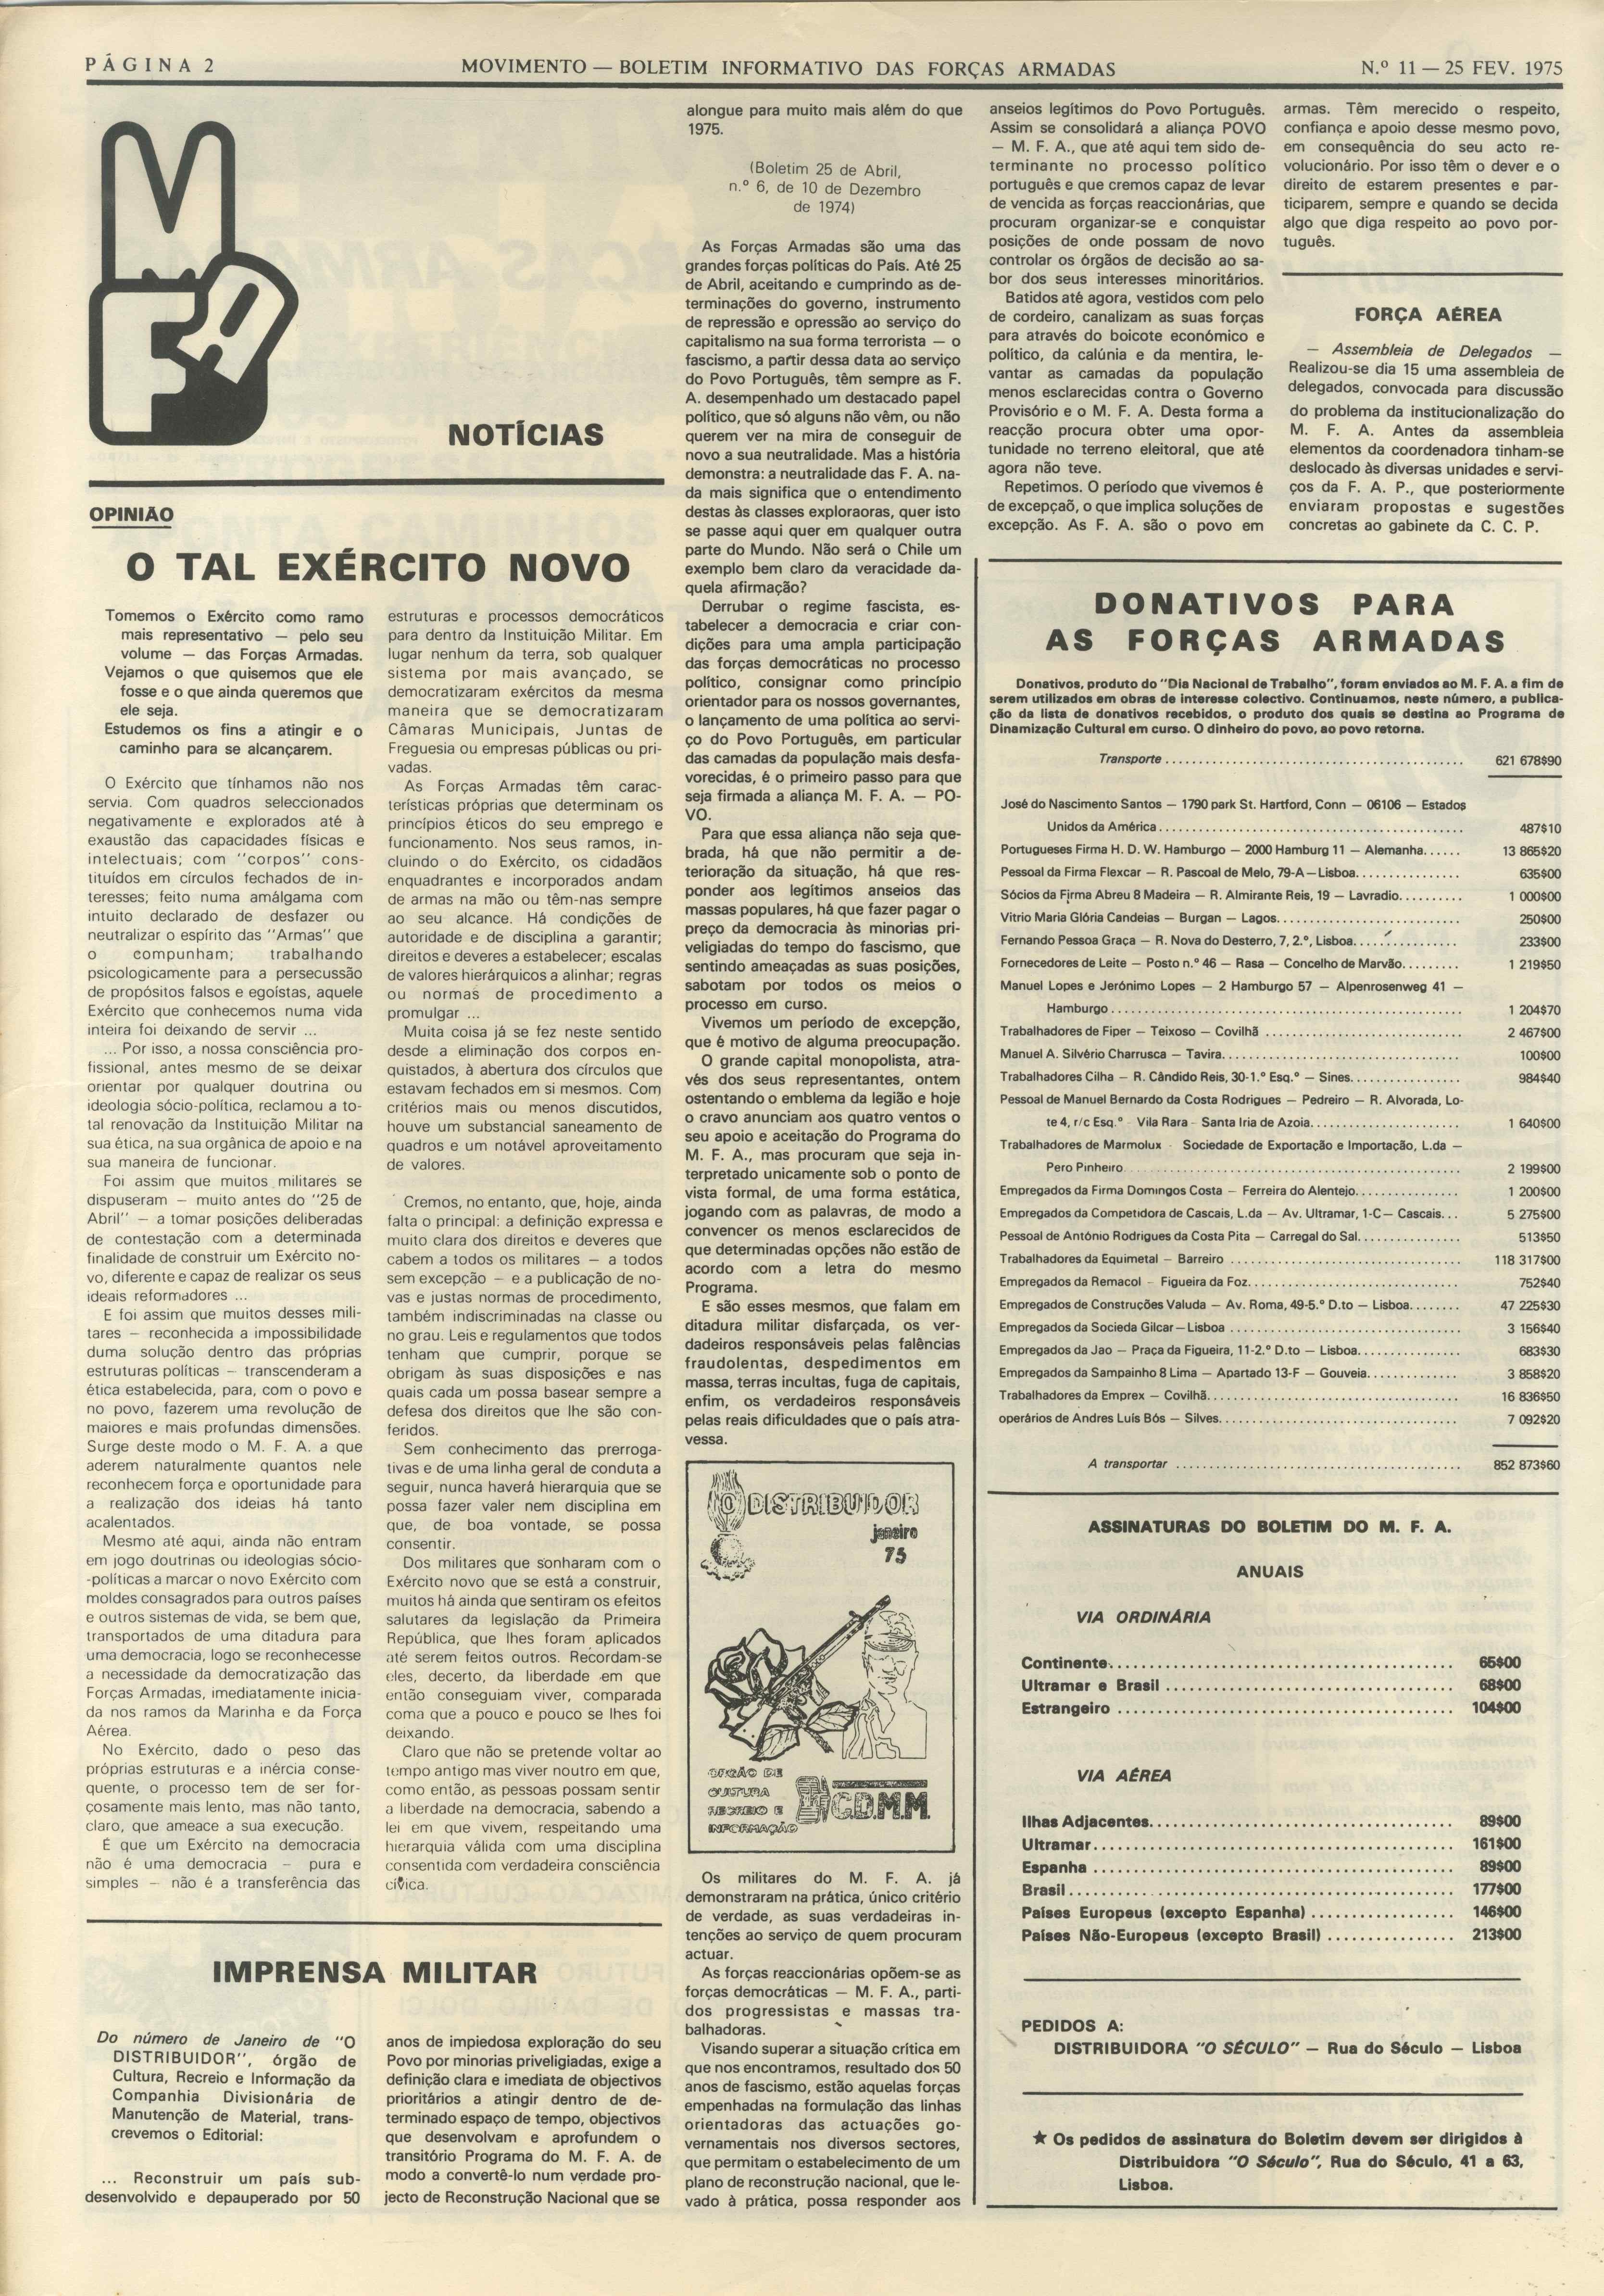 PÁGINA 2
MOVIMENTO — BOLETIM INFORMATIVO DAS FORÇAS ARMADAS
N.º 11 — 25 FEV. 1975
MFA
NOTÍCIAS
OPINIÃO
O TAL EXÉRCITO NOVO
Tomemos o Exército como ramo
mais representativo — pelo seu
volume — das Forças Armadas.
Vejamos o que quisemos que ele
fosse e o que ainda queremos que
ele seja.
Estudemos os fins a atingir e o
caminho para se alcançarem.
O Exército que tínhamos não nos
servia. Com quadros seleccionados
negativamente e explorados até à
exaustão das capacidades físicas e
intelectuais; com "corpos" cons-
tituídos em círculos fechados de in-
teresses; feito numa amálgama com
intuito declarado de desfazer ou
neutralizar o espírito das "Armas" que
o compunham; trabalhando
psicologicamente para a persecussão
de propósitos falsos e egoístas, aquele
Exército que conhecemos numa vida
inteira foi deixando de servir ...
... Por isso, a nossa consciência pro-
fissional, antes mesmo de se deixar
orientar por qualquer doutrina ou
ideologia sócio-política, reclamou a to-
tal renovação da Instituição Militar na
sua ética, na sua orgânica de apoio e na
sua maneira de funcionar.
Foi assim que muitos militares se
dispuseram — muito antes do "25 de
Abril" — a tomar posições deliberadas
de contestação com a determinada
finalidade de construir um Exército no-
vo, diferente e capaz de realizar os seus
ideais reformadores ...
E foi assim que muitos desses mili-
tares — reconhecida a impossibilidade
duma solução dentro das próprias
estruturas políticas — transcenderam a
ética estabelecida, para, com o povo e
no povo, fazerem uma revolução de
maiores e mais profundas dimensões.
Surge deste modo o M. F. A. a que
aderem naturalmente quantos nele
reconhecem força e oportunidade para
a realização dos ideias há tanto
acalentados.
Mesmo até aqui, ainda não entram
em jogo doutrinas ou ideologias sócio-
-políticas a marcar o novo Exército com
moldes consagrados para outros países
e outros sistemas de vida, se bem que,
transportados de uma ditadura para
uma democracia, logo se reconhecesse
a necessidade da democratização das
Forças Armadas, imediatamente inicia-
da nos ramos da Marinha e da Força
Aérea.
No Exército, dado o peso das
próprias estruturas e a inércia conse-
quente, o processo tem de ser for-
çosamente mais lento, mas não tanto,
claro, que ameace a sua execução.
É que um Exército na democracia
não é uma democracia — pura e
simples — não é a transferência das
estruturas e processos democráticos
para dentro da Instituição Militar. Em
lugar nenhum da terra, sob qualquer
sistema por mais avançado, se
democratizaram exércitos da mesma
maneira que se democratizaram
Câmaras Municipais, Juntas de
Freguesia ou empresas públicas ou pri-
vadas.
As Forças Armadas têm carac-
terísticas próprias que determinam os
princípios éticos do seu emprego e
funcionamento. Nos seus ramos, in-
cluindo o do Exército, os cidadãos
enquadrantes e incorporados andam
de armas na mão ou têm-nas sempre
ao seu alcance. Há condições de
autoridade e de disciplina a garantir;
direitos e deveres a estabelecer; escalas
de valores hierárquicos a alinhar; regras
ou normas de procedimento a
promulgar ...
Muita coisa já se fez neste sentido
desde a eliminação dos corpos en-
quistados, à abertura dos círculos que
estavam fechados em si mesmos. Com
critérios mais ou menos discutidos,
houve um substancial saneamento de
quadros e um notável aproveitamento
de valores.
Cremos, no entanto, que, hoje, ainda
falta o principal: a definição expressa e
muito clara dos direitos e deveres que
cabem a todos os militares — a todos
sem excepção — e a publicação de no-
vas e justas normas de procedimento,
também indiscriminadas na classe ou
no grau. Leis e regulamentos que todos
tenham que cumprir, porque se
obrigam às suas disposições e nas
quais cada um possa basear sempre a
defesa dos direitos que lhe são con-
feridos.
Sem conhecimento das prerroga-
tivas e de uma linha geral de conduta a
seguir, nunca haverá hierarquia que se
possa fazer valer nem disciplina em
que, de boa vontade, se possa
consentir.
Dos militares que sonharam com o
Exército novo que se está a construir,
muitos há ainda que sentiram os efeitos
salutares da legislação da Primeira
República, que lhes foram aplicados
até serem feitos outros. Recordam-se
eles, decerto, da liberdade em que
então conseguiam viver, comparada
coma que a pouco e pouco se lhes foi
deixando.
Claro que não se pretende voltar ao
tempo antigo mas viver noutro em que,
como então, as pessoas possam sentir
a liberdade na democracia, sabendo a
lei em que vivem, respeitando uma
hierarquia válida com uma disciplina
consentida com verdadeira consciência
cívica.
IMPRENSA MILITAR
Do número de Janeiro de "O
DISTRIBUIDOR", órgão de
Cultura, Recreio e Informação da
Companhia Divisionária de
Manutenção de Material, trans-
crevemos o Editorial:
... Reconstruir um país sub-
desenvolvido e depauperado por 50
anos de impiedosa exploração do seu
Povo por minorias priveligiadas, exige a
definição clara e imediata de objectivos
prioritários a atingir dentro de de-
terminado espaço de tempo, objectivos
que desenvolvam e aprofundem o
transitório Programa do M. F. A. de
modo a convertê-lo num verdade pro-
jecto de Reconstrução Nacional que se
alongue para muito mais além do que
1975.
(Boletim 25 de Abril,
n.º 6, de 10 de Dezembro
de 1974)
As Forças Armadas são uma das
grandes forças políticas do País. Até 25
de Abril, aceitando e cumprindo as de-
terminações do governo, instrumento
de repressão e opressão ao serviço do
capitalismo na sua forma terrorista — o
fascismo, a partir dessa data ao serviço
do Povo Português, têm sempre as F.
A. desempenhado um destacado papel
político, que só alguns não vêm, ou não
querem ver na mira de conseguir de
novo a sua neutralidade. Mas a história
demonstra: a neutralidade das F. A. na-
da mais significa que o entendimento
destas às classes exploraoras, quer isto
se passe aqui quer em qualquer outra
parte do Mundo. Não será o Chile um
exemplo bem claro da veracidade da-
quela afirmação?
Derrubar o regime fascista, es-
tabelecer a democracia e criar con-
dições para uma ampla participação
das forças democráticas no processo
político, consignar como princípio
orientador para os nossos governantes,
o lançamento de uma política ao servi-
ço do Povo Português, em particular
das camadas da população mais desfa-
vorecidas, é o primeiro passo para que
seja firmada a aliança M. F. A. — PO-
VO.
Para que essa aliança não seja que-
brada, há que não permitir a de-
terioração da situação, há que res-
ponder aos legítimos anseios das
massas populares, há que fazer pagar o
preço da democracia às minorias pri-
veligiadas do tempo do fascismo, que
sentindo ameaçadas as suas posições,
sabotam por todos os meios o
processo em curso.
Vivemos um período de excepção,
que é motivo de alguma preocupação.
O grande capital monopolista, atra-
vés dos seus representantes, ontem
ostentando o emblema da legião e hoje
o cravo anunciam aos quatro ventos o
seu apoio e aceitação do Programa do
M. F. A., mas procuram que seja in-
terpretado unicamente sob o ponto de
vista formal, de uma forma estática,
jogando com as palavras, de modo a
convencer os menos esclarecidos de
que determinadas opções não estão de
acordo com a letra do mesmo
Programa.
E são esses mesmos, que falam em
ditadura militar disfarçada, os ver-
dadeiros responsáveis pelas falências
fraudolentas, despedimentos em
massa, terras incultas, fuga de capitais,
enfim, os verdadeiros responsáveis
pelas reais dificuldades que o país atra-
vessa.
O DISTRIBUIDOR
janeiro
75
ORGÃO DE
CULTURA
RECREIO E
INFORMAÇÃO
C.D.M.M.
Os militares do M. F. A. já
demonstraram na prática, único critério
de verdade, as suas verdadeiras in-
tenções ao serviço de quem procuram
actuar.
As forças reaccionárias opõem-se as
forças democráticas — M. F. A., parti-
dos progressistas e massas tra-
balhadoras.
Visando superar a situação crítica em
que nos encontramos, resultado dos 50
anos de fascismo, estão aquelas forças
empenhadas na formulação das linhas
orientadoras das actuações go-
vernamentais nos diversos sectores,
que permitam o estabelecimento de um
plano de reconstrução nacional, que le-
vado à prática, possa responder aos
anseios legítimos do Povo Português.
Assim se consolidará a aliança POVO
— M. F. A., que até aqui tem sido de-
terminante no processo político
português e que cremos capaz de levar
de vencida as forças reaccionárias, que
procuram organizar-se e conquistar
posições de onde possam de novo
controlar os órgãos de decisão ao sa-
bor dos seus interesses minoritários.
Batidos até agora, vestidos com pelo
de cordeiro, canalizam as suas forças
para através do boicote económico e
político, da calúnia e da mentira, le-
vantar as camadas da população
menos esclarecidas contra o Governo
Provisório e o M. F. A. Desta forma a
reacção procura obter uma opor-
tunidade no terreno eleitoral, que até
agora não teve.
Repetimos. O período que vivemos é
de excepçaõ, o que implica soluções de
excepção. As F. A. são o povo em
armas. Têm merecido o respeito,
confiança e apoio desse mesmo povo,
em consequência do seu acto re-
volucionário. Por isso têm o dever e o
direito de estarem presentes e par-
ticiparem, sempre e quando se decida
algo que diga respeito ao povo por-
tuguês.
FORÇA AÉREA
— Assembleia de Delegados —
Realizou-se dia 15 uma assembleia de
delegados, convocada para discussão
do problema da institucionalização do
M. F. A. Antes da assembleia
elementos da coordenadora tinham-se
deslocado às diversas unidades e servi-
ços da F. A. P., que posteriormente
enviaram propostas e sugestões
concretas ao gabinete da C. C. P.
DONATIVOS PARA
AS FORÇAS ARMADAS
Donativos, produto do "Dia Nacional de Trabalho", foram enviados ao M. F. A. a fim de
serem utilizados em obras de interesse colectivo. Continuamos, neste número, a publica-
ção da lista de donativos recebidos, o produto dos quais se destina ao Programa de
Dinamização Cultural em curso. O dinheiro do povo, ao povo retorna.
Transporte ........ 621 678$90
José do Nascimento Santos — 1790 park St. Hartford, Conn — 06106 — Estados
Unidos da América ........ 487$10
Portugueses Firma H. D. W. Hamburgo — 2000 Hamburg 11 — Alemanha...... 13 865$20
Pessoal da Firma Flexcar — R. Pascoal de Melo, 79-A—Lisboa........ 635$00
Sócios da Firma Abreu 8 Madeira — R. Almirante Reis, 19 — Lavradio........ 1 000$00
Vitrio Maria Glória Candeias — Burgan — Lagos........ 250$00
Fernando Pessoa Graça — R. Nova do Desterro, 7, 2.º, Lisboa........ 233$00
Fornecedores de Leite — Posto n.º 46 — Rasa — Concelho de Marvão........ 1 219$50
Manuel Lopes e Jerónimo Lopes — 2 Hamburgo 57 — Alpenrosenweg 41 —
Hamburgo ........ 1 204$70
Trabalhadores de Fiper — Teixoso — Covilhã ........ 2 467$00
Manuel A. Silvério Charrusca — Tavira........ 100$00
Trabalhadores Cilha — R. Cândido Reis, 30-1.º Esq.º — Sines........ 984$40
Pessoal de Manuel Bernardo da Costa Rodrigues — Pedreiro — R. Alvorada, Lo-
te 4, r/c Esq.º - Vila Rara - Santa Iria de Azoia........ 1 640$00
Trabalhadores de Marmolux - Sociedade de Exportação e Importação, L.da —
Pero Pinheiro ........ 2 199$00
Empregados da Firma Domingos Costa — Ferreira do Alentejo........ 1 200$00
Empregados da Competidora de Cascais, L.da — Av. Ultramar, 1-C— Cascais... 5 275$00
Pessoal de António Rodrigues da Costa Pita — Carregal do Sal........ 513$50
Trabalhadores da Equimetal — Barreiro ........ 118 317$00
Empregados da Remacol — Figueira da Foz........ 752$40
Empregados de Construções Valuda — Av. Roma, 49-5.º D.to — Lisboa........ 47 225$30
Empregados da Socieda Gilcar—Lisboa ........ 3 156$40
Empregados da Jao — Praça da Figueira, 11-2.º D.to — Lisboa........ 683$30
Empregados da Sampainho 8 Lima — Apartado 13-F — Gouveia........ 3 858$20
Trabalhadores da Emprex — Covilhã........ 16 836$50
operários de Andres Luís Bós — Silves........ 7 092$20
A transportar ........ 852 873$60
ASSINATURAS DO BOLETIM DO M. F. A.
ANUAIS
VIA ORDINÁRIA
Continente........ 65$00
Ultramar e Brasil ........ 68$00
Estrangeiro ........ 104$00
VIA AÉREA
Ilhas Adjacentes........ 89$00
Ultramar........ 161$00
Espanha ........ 89$00
Brasil........ 177$00
Países Europeus (excepto Espanha) ........ 146$00
Países Não-Europeus (excepto Brasil) ........ 213$00
PEDIDOS A:
DISTRIBUIDORA "O SÉCULO" — Rua do Século — Lisboa
★ Os pedidos de assinatura do Boletim devem ser dirigidos à
Distribuidora "O Século", Rua do Século, 41 a 63,
Lisboa.